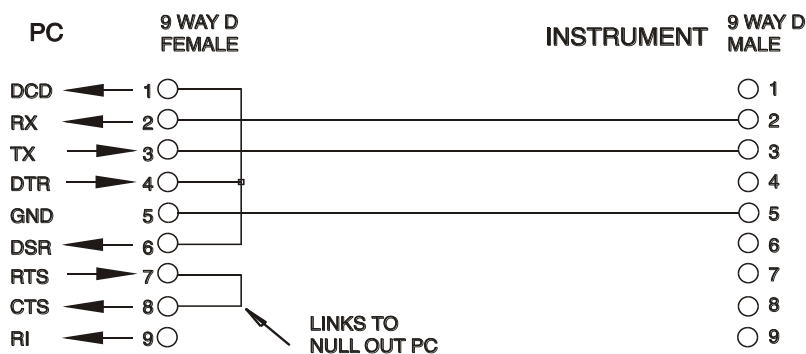 PC
9 WAY D
FEMALE
INSTRUMENT
9 WAY D
MALE
DCD 1 1
RX 2 2
TX 3 3
DTR 4 4
GND 5 5
DSR 6 6
RTS 7 7
CTS 8 8
RI 9 9
LINKS TO
NULL OUT PC